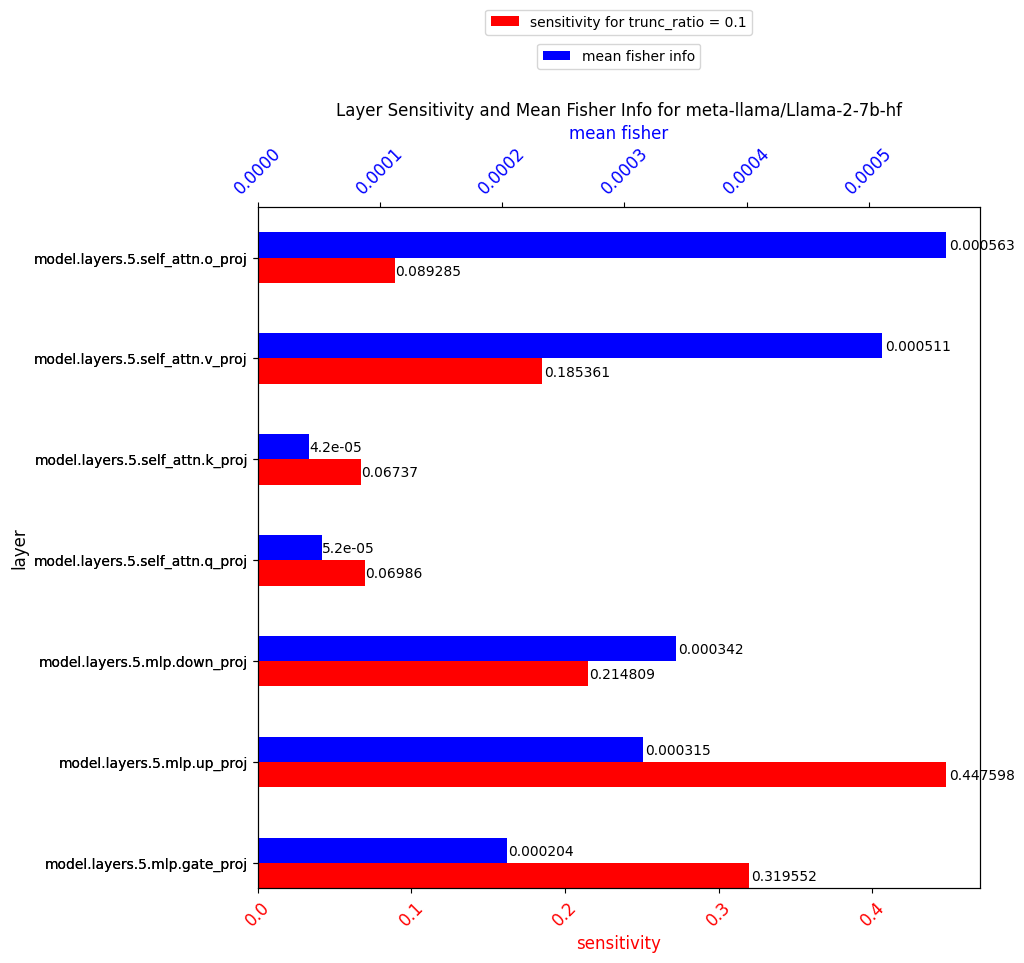 sensitivity for trunc_ratio = 0.1
mean fisher info
Layer Sensitivity and Mean Fisher Info for meta-llama/Llama-2-7b-hf
mean fisher
0.0000 0.0001 0.0002 0.0003 0.0004 0.0005
model.layers.5.self_attn.o_proj
0.000563
0.089285
model.layers.5.self_attn.v_proj
0.000511
0.185361
model.layers.5.self_attn.k_proj
4.2e-05
0.06737
model.layers.5.self_attn.q_proj
5.2e-05
0.06986
model.layers.5.mlp.down_proj
0.000342
0.214809
model.layers.5.mlp.up_proj
0.000315
0.447598
model.layers.5.mlp.gate_proj
0.000204
0.319552
layer
0.0 0.1 0.2 0.3 0.4
sensitivity